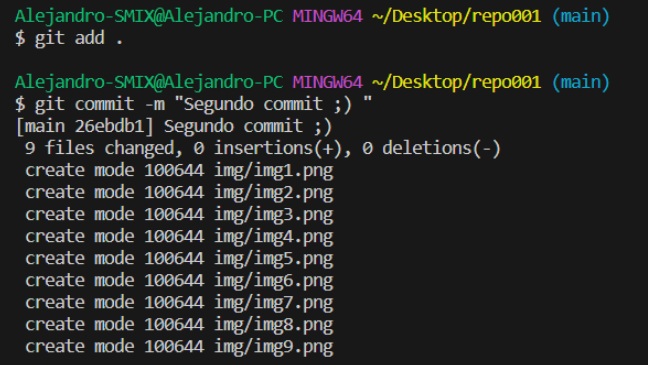 Alejandro-SMIX@Alejandro-PC MINGW64 ~/Desktop/repo001 (main)
$ git add .
Alejandro-SMIX@Alejandro-PC MINGW64 ~/Desktop/repo001 (main)
$ git commit -m "Segundo commit ;) "
[main 26ebdb1] Segundo commit ;)
 9 files changed, 0 insertions(+), 0 deletions(-)
 create mode 100644 img/img1.png
 create mode 100644 img/img2.png
 create mode 100644 img/img3.png
 create mode 100644 img/img4.png
 create mode 100644 img/img5.png
 create mode 100644 img/img6.png
 create mode 100644 img/img7.png
 create mode 100644 img/img8.png
 create mode 100644 img/img9.png